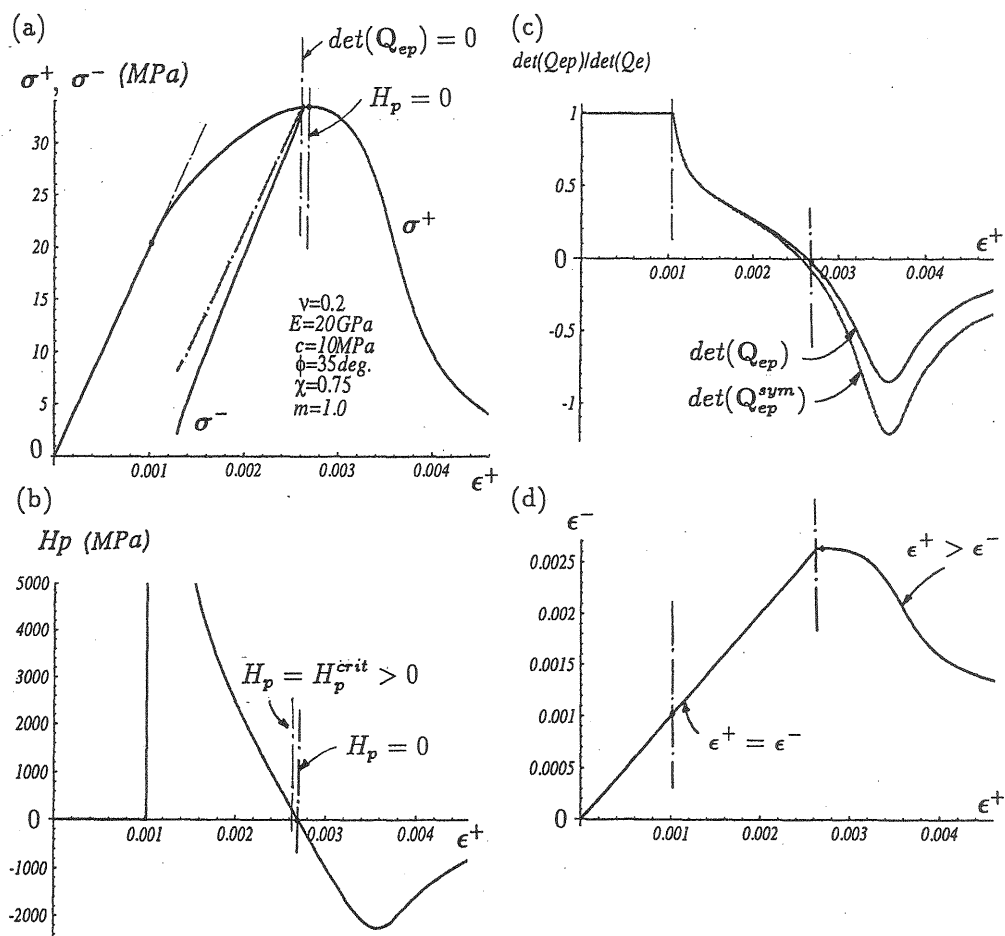 (a)
det(Q_ep) = 0
σ⁺, σ⁻ (MPa)
H_p = 0
30
25
20
15
10
5
0
σ⁺
ν=0.2
E=20GPa
c=10MPa
ϕ=35deg.
χ=0.75
m=1.0
σ⁻
0.001
0.002
0.003
0.004
ϵ⁺
(b)
Hp (MPa)
5000
4000
3000
2000
1000
0
-1000
-2000
H_p = H_p^crit > 0
H_p = 0
0.001
0.002
0.003
0.004
ϵ⁺
(c)
det(Qep)/det(Qe)
1
0.5
0
-0.5
-1
ϵ⁺
0.001
0.002
0.003
0.004
det(Q_ep)
det(Q_ep^sym)
(d)
ϵ⁻
0.0025
0.002
0.0015
0.001
0.0005
0
ϵ⁺ > ϵ⁻
ϵ⁺ = ϵ⁻
0.001
0.002
0.003
0.004
ϵ⁺